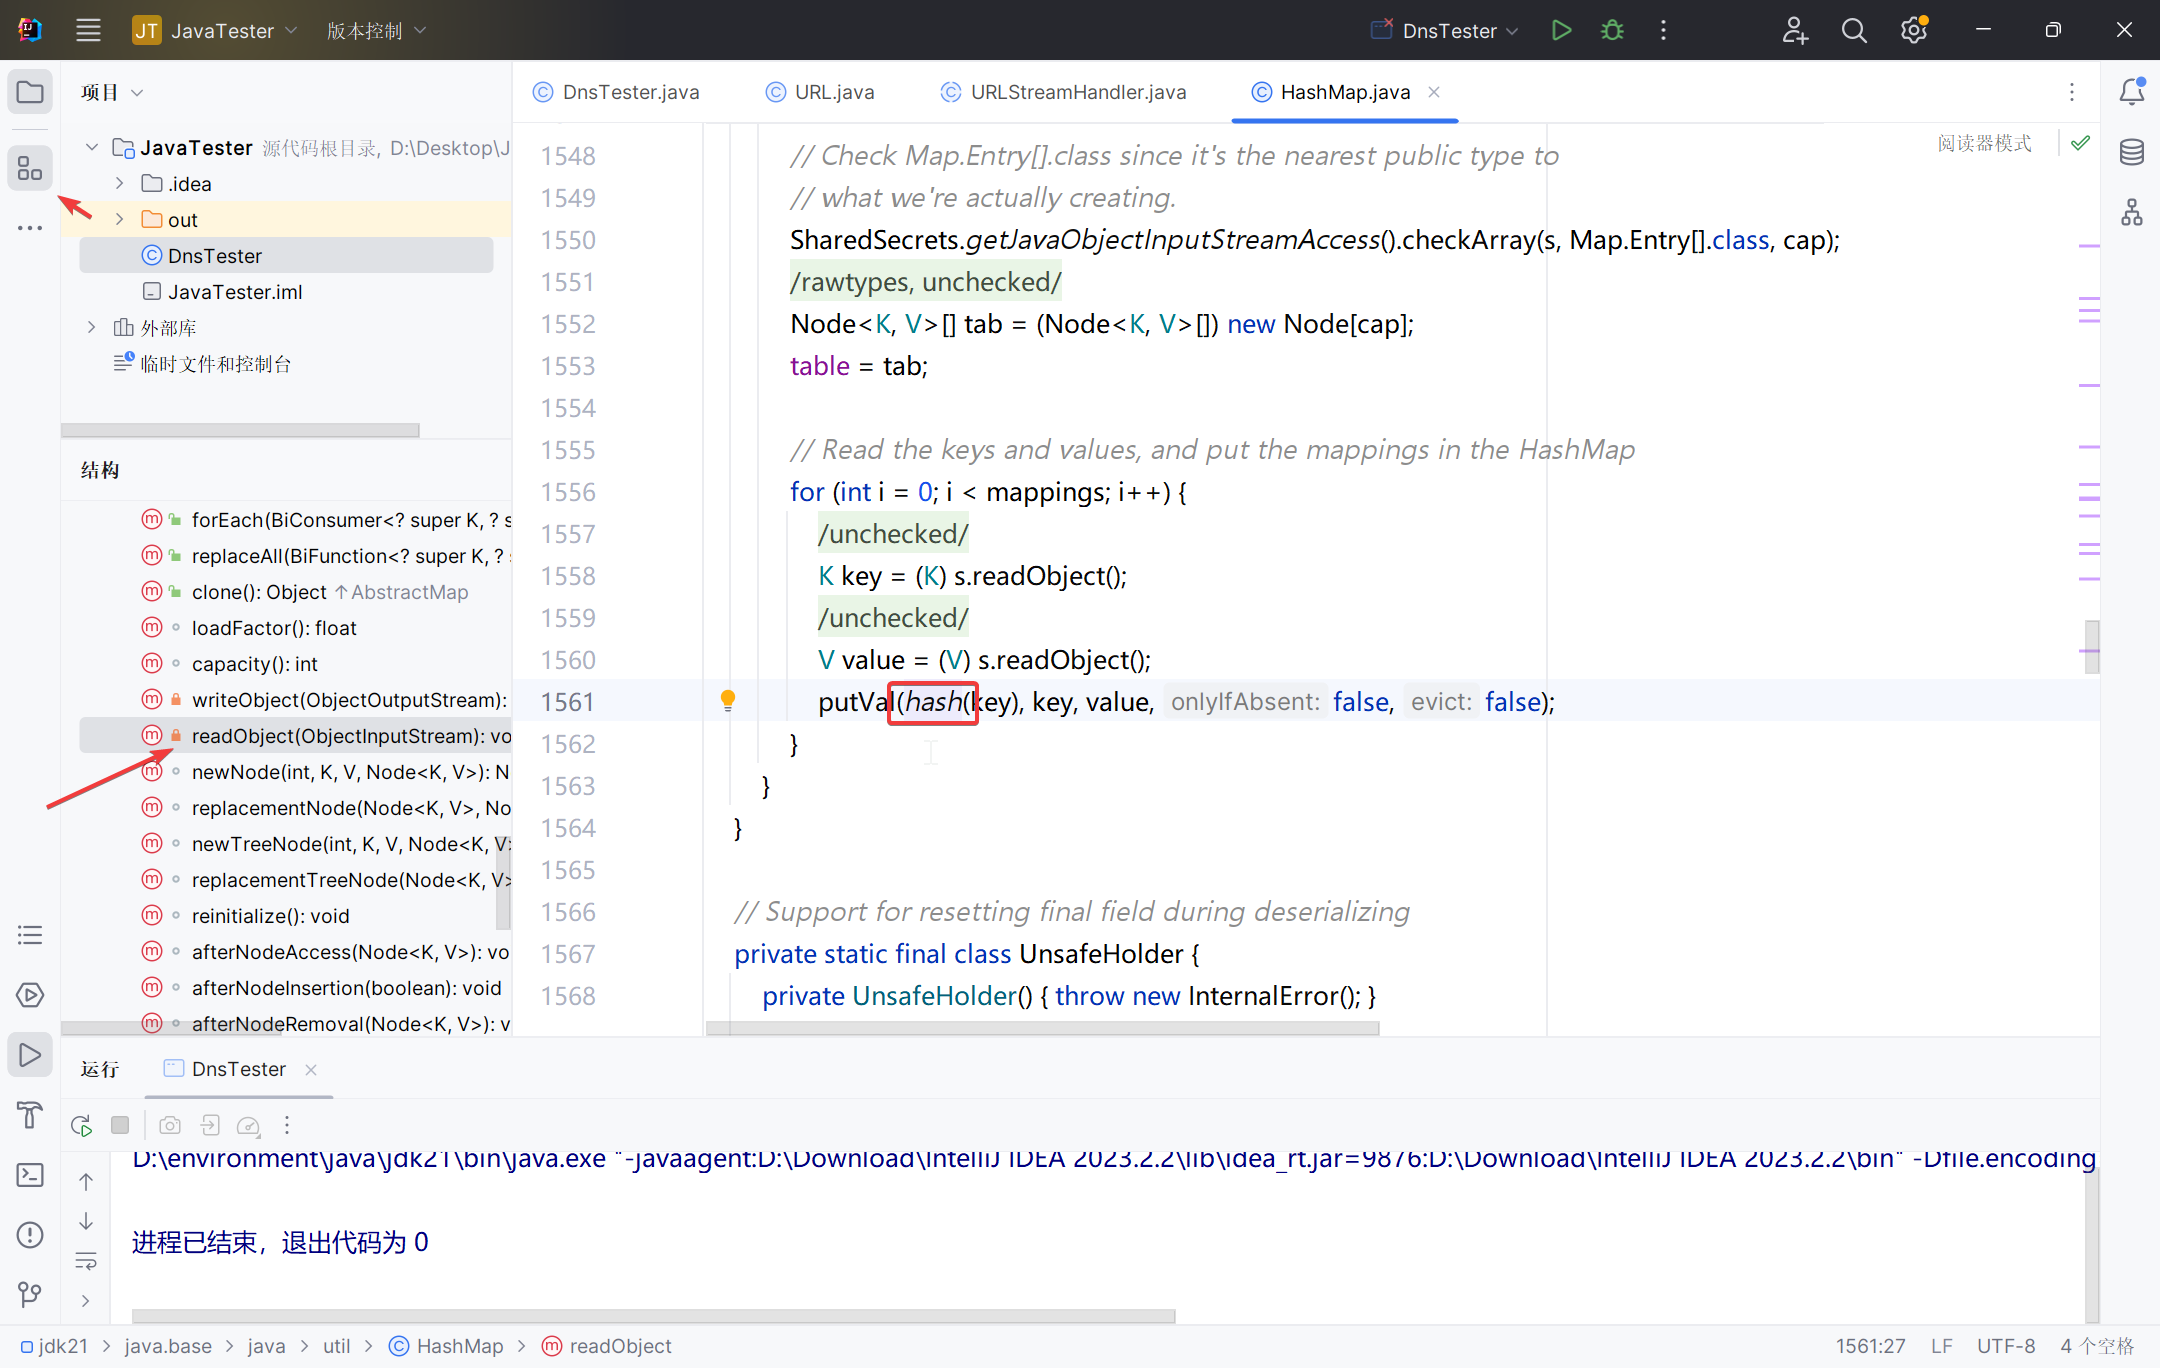 JT JavaTester 版本控制 DnsTester
项目
DnsTester.java URL.java URLStreamHandler.java HashMap.java
JavaTester 源代码根目录, D:\Desktop\J
.idea
out
DnsTester
JavaTester.iml
外部库
临时文件和控制台
结构
forEach(BiConsumer<? super K, ? s
replaceAll(BiFunction<? super K, ? s
clone(): Object ↑AbstractMap
loadFactor(): float
capacity(): int
writeObject(ObjectOutputStream):
readObject(ObjectInputStream): vo
newNode(int, K, V, Node<K, V>): N
replacementNode(Node<K, V>, No
newTreeNode(int, K, V, Node<K, V>
replacementTreeNode(Node<K, V>
reinitialize(): void
afterNodeAccess(Node<K, V>): vo
afterNodeInsertion(boolean): void
afterNodeRemoval(Node<K, V>): v
阅读器模式
1548 // Check Map.Entry[].class since it's the nearest public type to
1549 // what we're actually creating.
1550 SharedSecrets.getJavaObjectInputStreamAccess().checkArray(s, Map.Entry[].class, cap);
1551 /rawtypes, unchecked/
1552 Node<K, V>[] tab = (Node<K, V>[]) new Node[cap];
1553 table = tab;
1554
1555 // Read the keys and values, and put the mappings in the HashMap
1556 for (int i = 0; i < mappings; i++) {
1557 /unchecked/
1558 K key = (K) s.readObject();
1559 /unchecked/
1560 V value = (V) s.readObject();
1561 putVal(hash(key), key, value, onlyIfAbsent: false, evict: false);
1562 }
1563 }
1564 }
1565
1566 // Support for resetting final field during deserializing
1567 private static final class UnsafeHolder {
1568 private UnsafeHolder() { throw new InternalError(); }
运行 DnsTester
D:\environment\java\jdk21\bin\java.exe "-javaagent:D:\Download\IntelliJ IDEA 2023.2.2\lib\idea_rt.jar=9876:D:\Download\IntelliJ IDEA 2023.2.2\bin" -Dfile.encoding
进程已结束，退出代码为 0
jdk21 > java.base > java > util > HashMap > readObject
1561:27 LF UTF-8 4 个空格